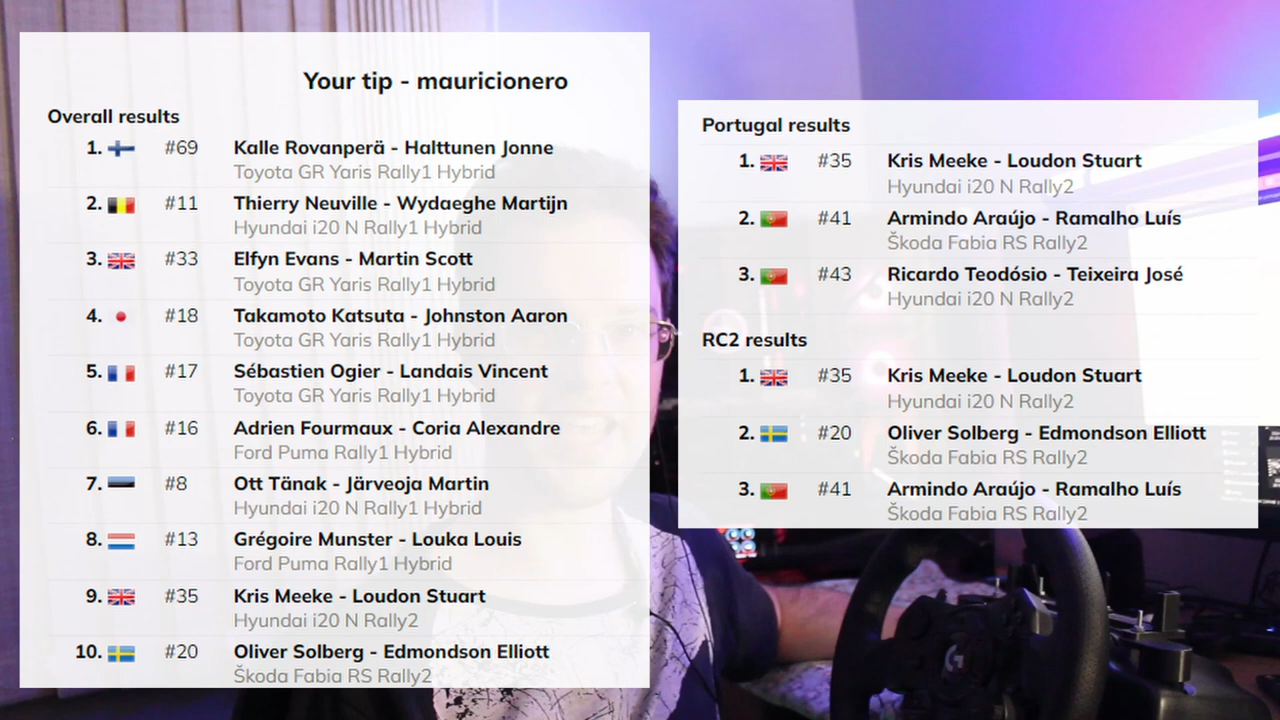 Your tip - mauricionero
Overall results
1. #69 Kalle Rovanperä - Halttunen Jonne
Toyota GR Yaris Rally1 Hybrid
2. #11 Thierry Neuville - Wydaeghe Martijn
Hyundai i20 N Rally1 Hybrid
3. #33 Elfyn Evans - Martin Scott
Toyota GR Yaris Rally1 Hybrid
4. #18 Takamoto Katsuta - Johnston Aaron
Toyota GR Yaris Rally1 Hybrid
5. #17 Sébastien Ogier - Landais Vincent
Toyota GR Yaris Rally1 Hybrid
6. #16 Adrien Fourmaux - Coria Alexandre
Ford Puma Rally1 Hybrid
7. #8 Ott Tänak - Järveoja Martin
Hyundai i20 N Rally1 Hybrid
8. #13 Grégoire Munster - Louka Louis
Ford Puma Rally1 Hybrid
9. #35 Kris Meeke - Loudon Stuart
Hyundai i20 N Rally2
10. #20 Oliver Solberg - Edmondson Elliott
Škoda Fabia RS Rally2
Portugal results
1. #35 Kris Meeke - Loudon Stuart
Hyundai i20 N Rally2
2. #41 Armindo Araújo - Ramalho Luís
Škoda Fabia RS Rally2
3. #43 Ricardo Teodósio - Teixeira José
Hyundai i20 N Rally2
RC2 results
1. #35 Kris Meeke - Loudon Stuart
Hyundai i20 N Rally2
2. #20 Oliver Solberg - Edmondson Elliott
Škoda Fabia RS Rally2
3. #41 Armindo Araújo - Ramalho Luís
Škoda Fabia RS Rally2